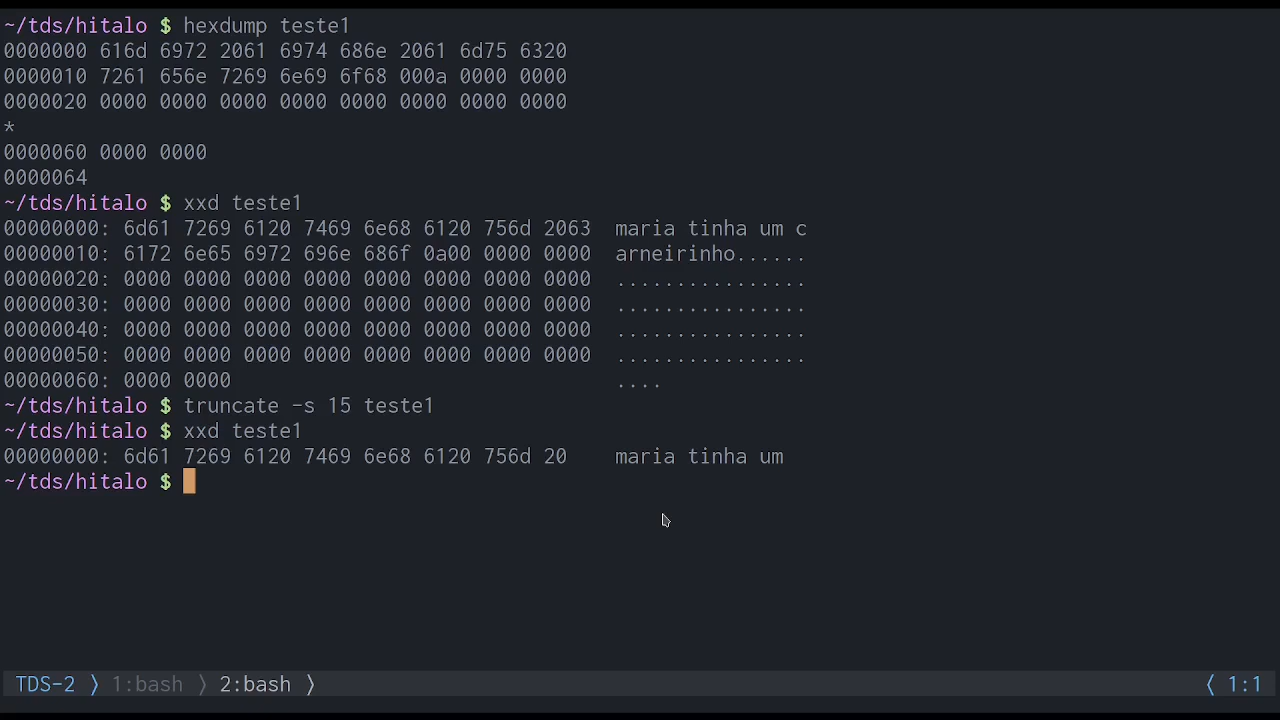 ~/tds/hitalo $ hexdump teste1
0000000 616d 6972 2061 6974 686e 2061 6d75 6320
0000010 7261 656e 7269 6e69 6f68 000a 0000 0000
0000020 0000 0000 0000 0000 0000 0000 0000 0000
*
0000060 0000 0000
0000064
~/tds/hitalo $ xxd teste1
00000000: 6d61 7269 6120 7469 6e68 6120 756d 2063  maria tinha um c
00000010: 6172 6e65 6972 696e 686f 0a00 0000 0000  arneirinho......
00000020: 0000 0000 0000 0000 0000 0000 0000 0000  ................
00000030: 0000 0000 0000 0000 0000 0000 0000 0000  ................
00000040: 0000 0000 0000 0000 0000 0000 0000 0000  ................
00000050: 0000 0000 0000 0000 0000 0000 0000 0000  ................
00000060: 0000 0000                                ....
~/tds/hitalo $ truncate -s 15 teste1
~/tds/hitalo $ xxd teste1
00000000: 6d61 7269 6120 7469 6e68 6120 756d 20    maria tinha um
~/tds/hitalo $
TDS-2 ⟩ 1:bash ⟩ 2:bash ⟩ ⟨ 1:1